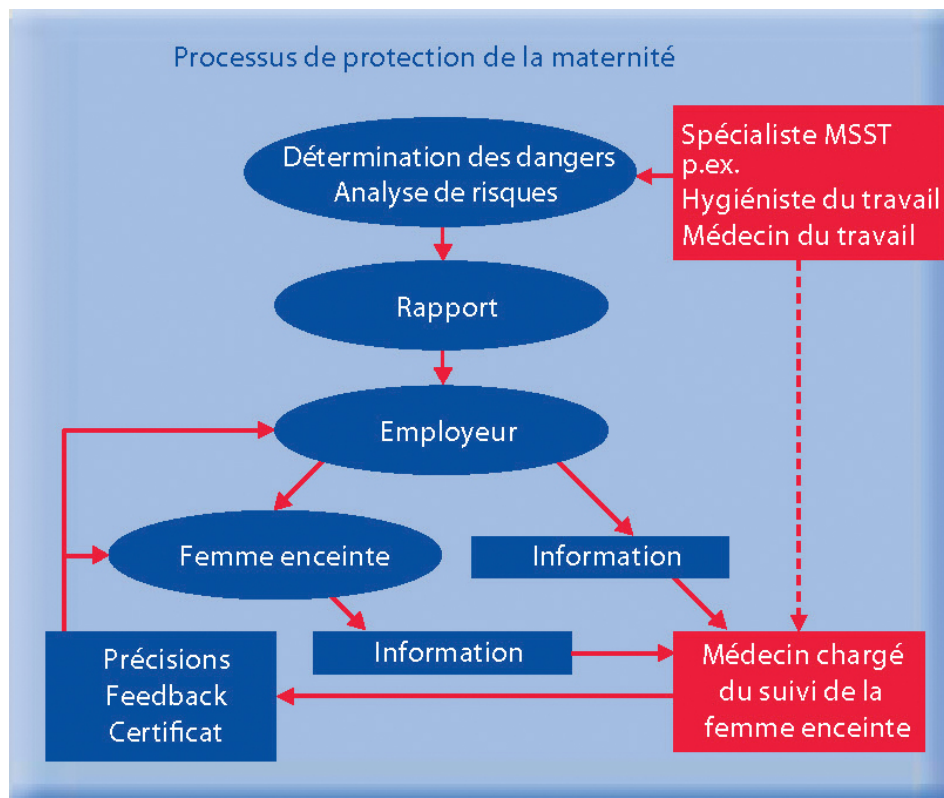 Processus de protection de la maternité
Détermination des dangers
Analyse de risques
Spécialiste MSST
p.ex.
Hygiéniste du travail
Médecin du travail
Rapport
Employeur
Femme enceinte
Information
Information
Précisions
Feedback
Certificat
Médecin chargé
du suivi de la
femme enceinte